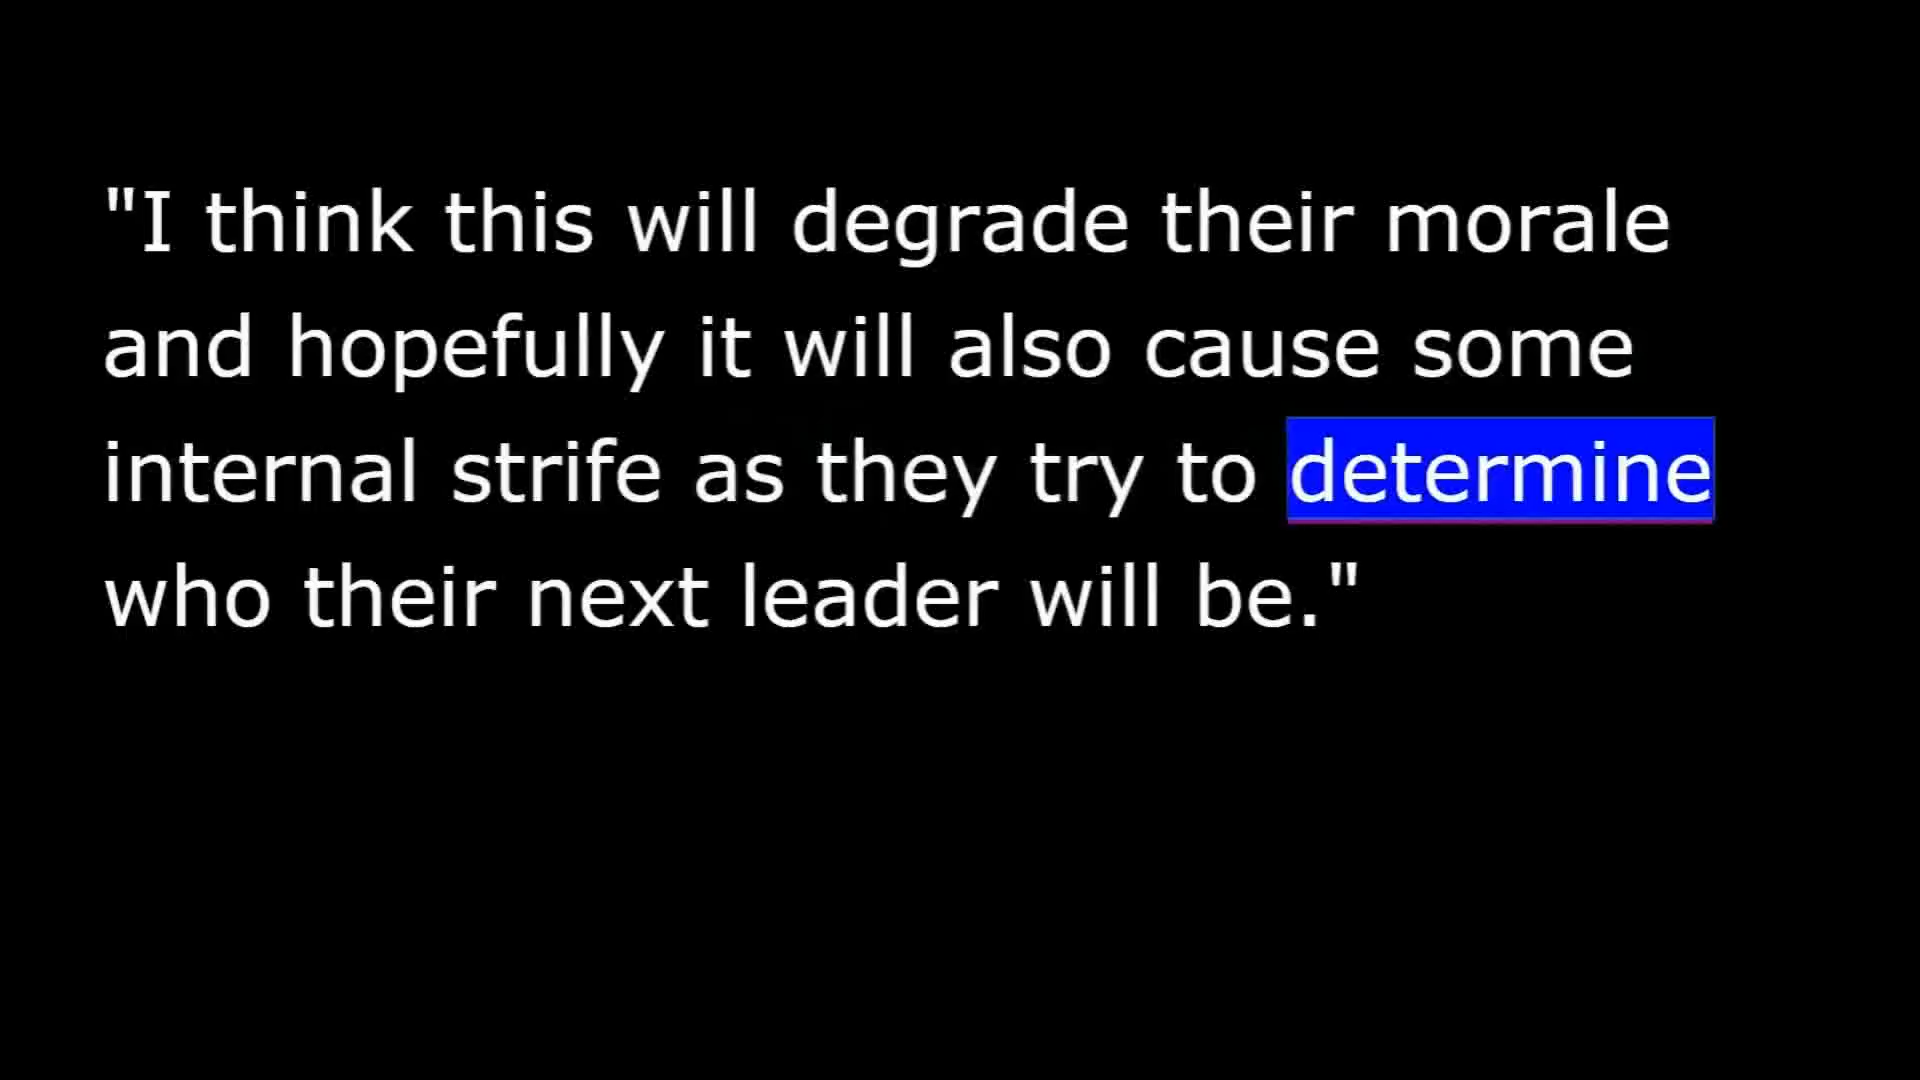 "I think this will degrade their morale
and hopefully it will also cause some
internal strife as they try to determine
who their next leader will be."